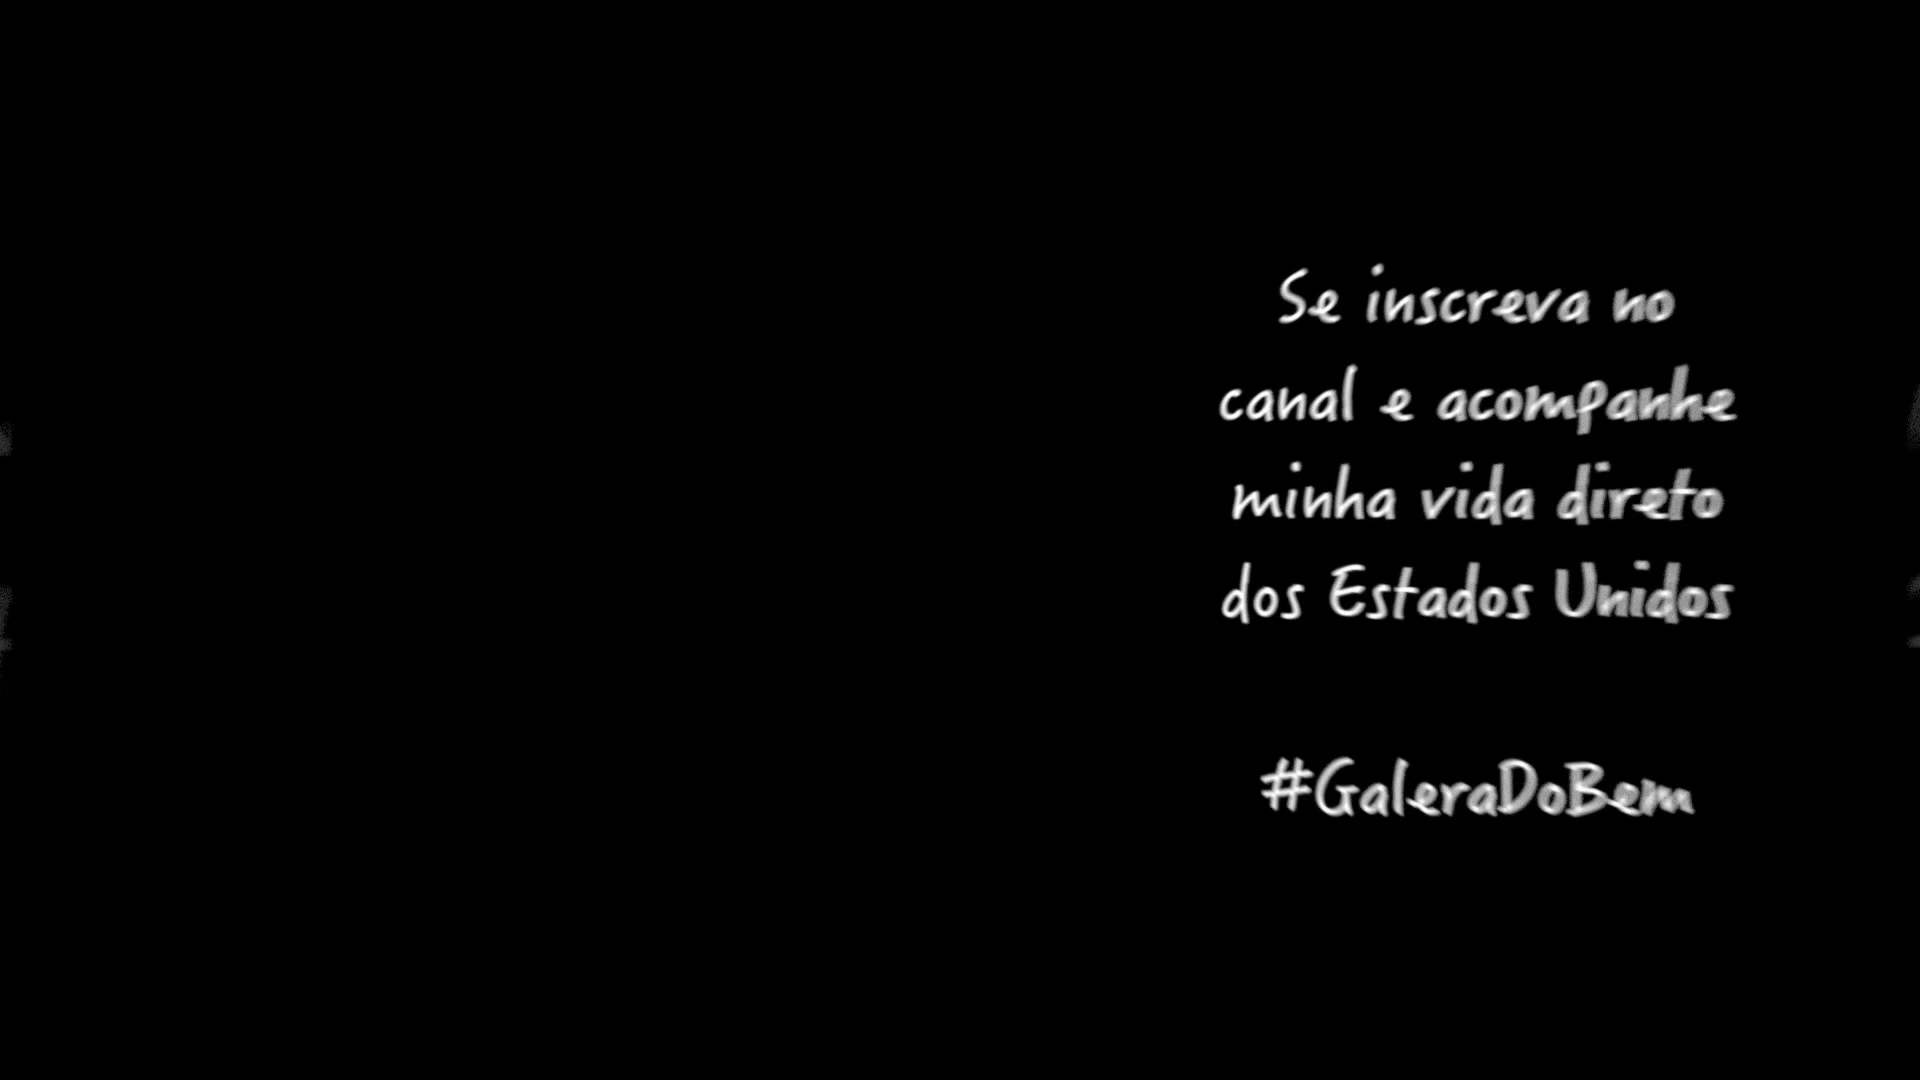 Se inscreva no
canal e acompanhe
minha vida direto
dos Estados Unidos
#GaleraDoBem